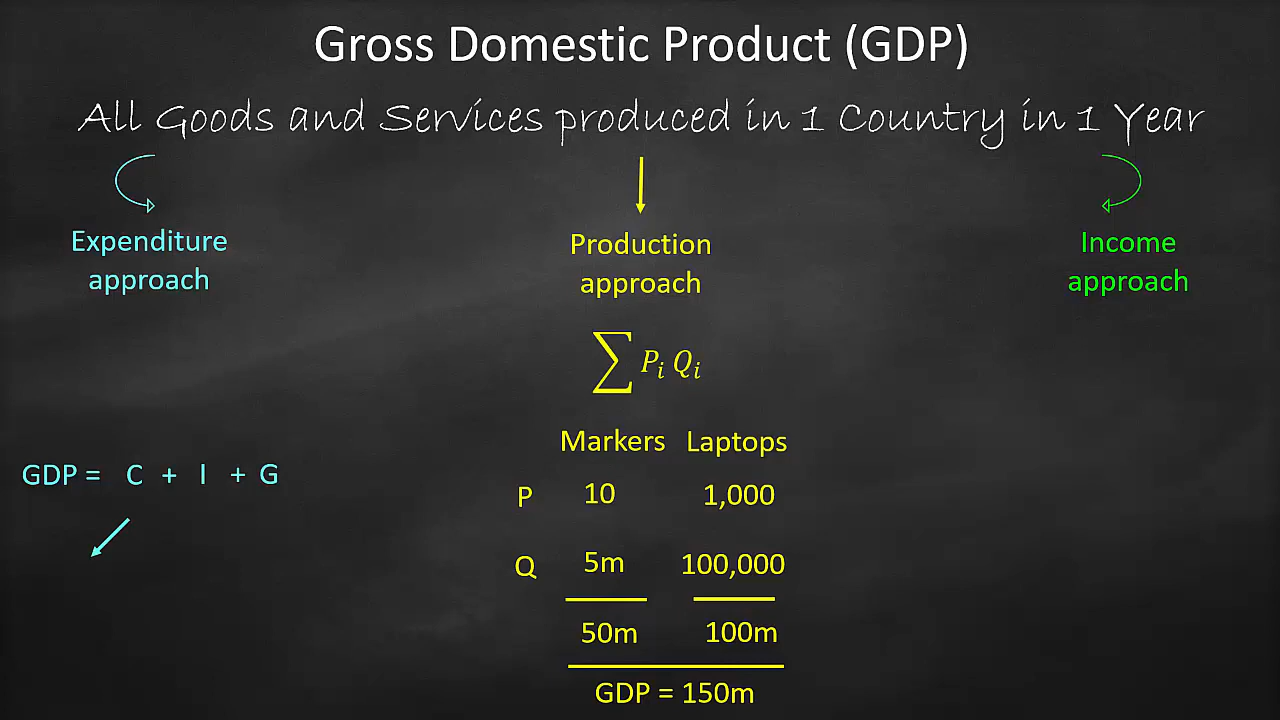 Gross Domestic Product (GDP)
All Goods and Services produced in 1 Country in 1 Year
Expenditure
approach
Production
approach
Income
approach
∑ Pᵢ Qᵢ
GDP = C + I + G
Markers Laptops
P 10 1,000
Q 5m 100,000
50m 100m
GDP = 150m